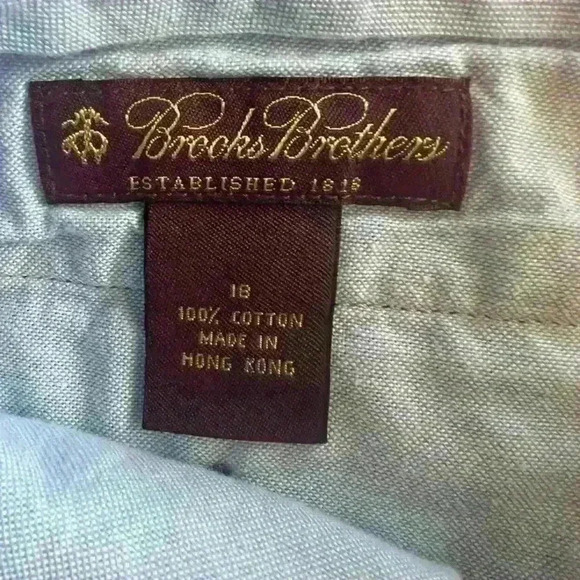 Brooks Brothers
ESTABLISHED 1818
18
100% COTTON
MADE IN
HONG KONG